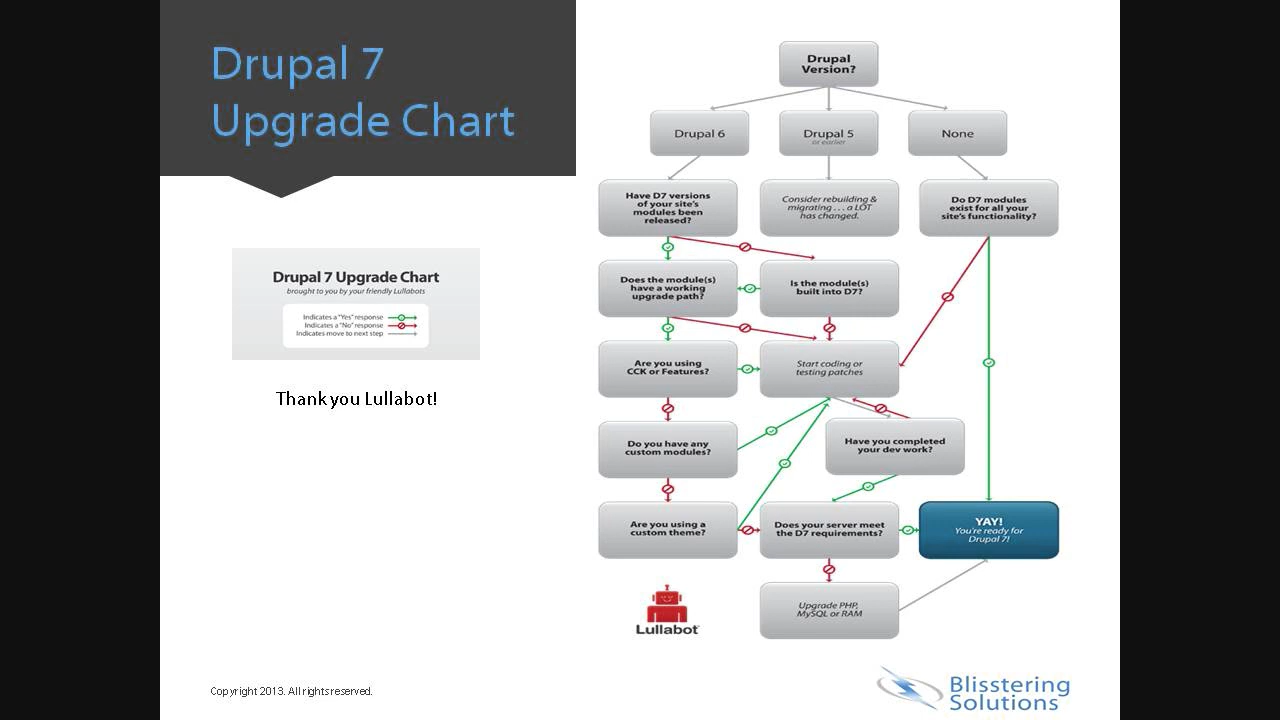 Drupal 7
Upgrade Chart
Drupal 7 Upgrade Chart
brought to you by your friendly Lullabots
Indicates a "Yes" response
Indicates a "No" response
Indicates move to next step
Thank you Lullabot!
Drupal
Version?
Drupal 6
Drupal 5
or earlier
None
Have D7 versions
of your site's
modules been
released?
Consider rebuilding &
migrating . . . a LOT
has changed.
Do D7 modules
exist for all your
site's functionality?
Does the module(s)
have a working
upgrade path?
Is the module(s)
built into D7?
Are you using
CCK or Features?
Start coding or
testing patches
Do you have any
custom modules?
Have you completed
your dev work?
Are you using a
custom theme?
Does your server meet
the D7 requirements?
YAY!
You're ready for
Drupal 7!
Upgrade PHP,
MySQL or RAM
Lullabot
Copyright 2013. All rights reserved.
Blisstering
Solutions